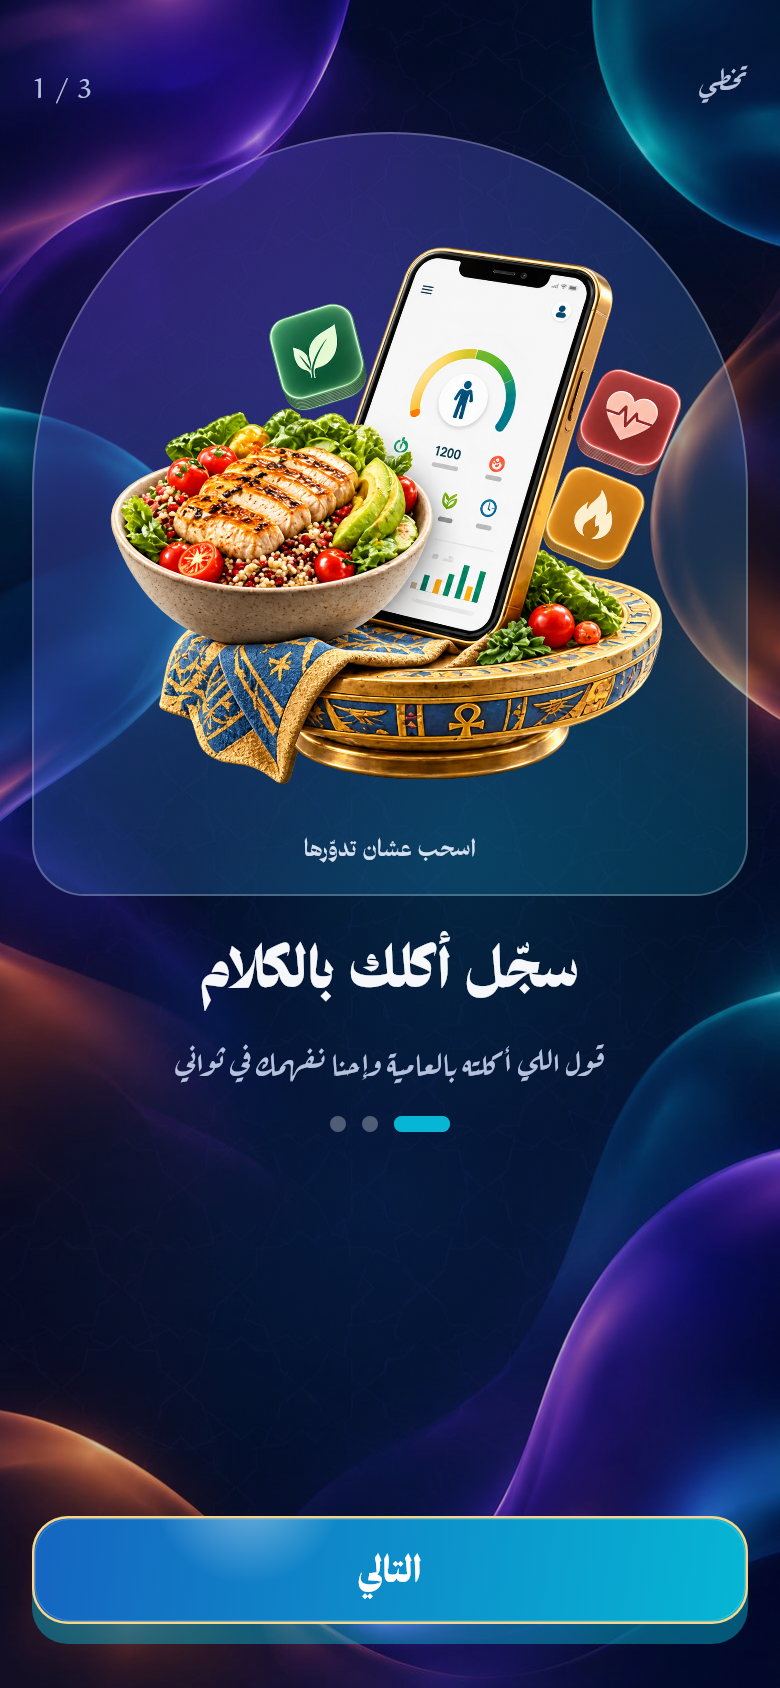 تخطي
1 / 3
1200
اسحب عشان تدوّرها
سجّل أكلك بالكلام
قول اللي أكلته بالعامية وإحنا نفهمك في ثواني
التالي